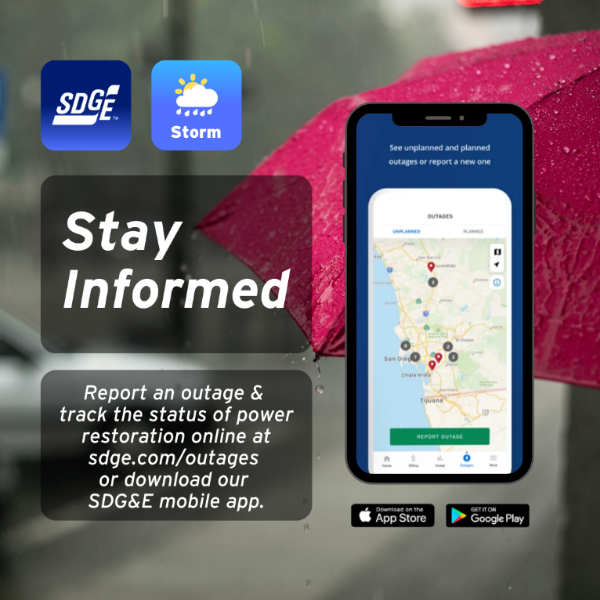 SDGE™
Storm
Stay
Informed
Report an outage &
track the status of power
restoration online at
sdge.com/outages
or download our
SDG&E mobile app.
See unplanned and planned
outages or report a new one
OUTAGES
UNPLANNED PLANNED
Escondido
San Diego
Chula Vista
Tijuana
REPORT OUTAGE
Home Billing Usage Outages More
Download on the
App Store
GET IT ON
Google Play